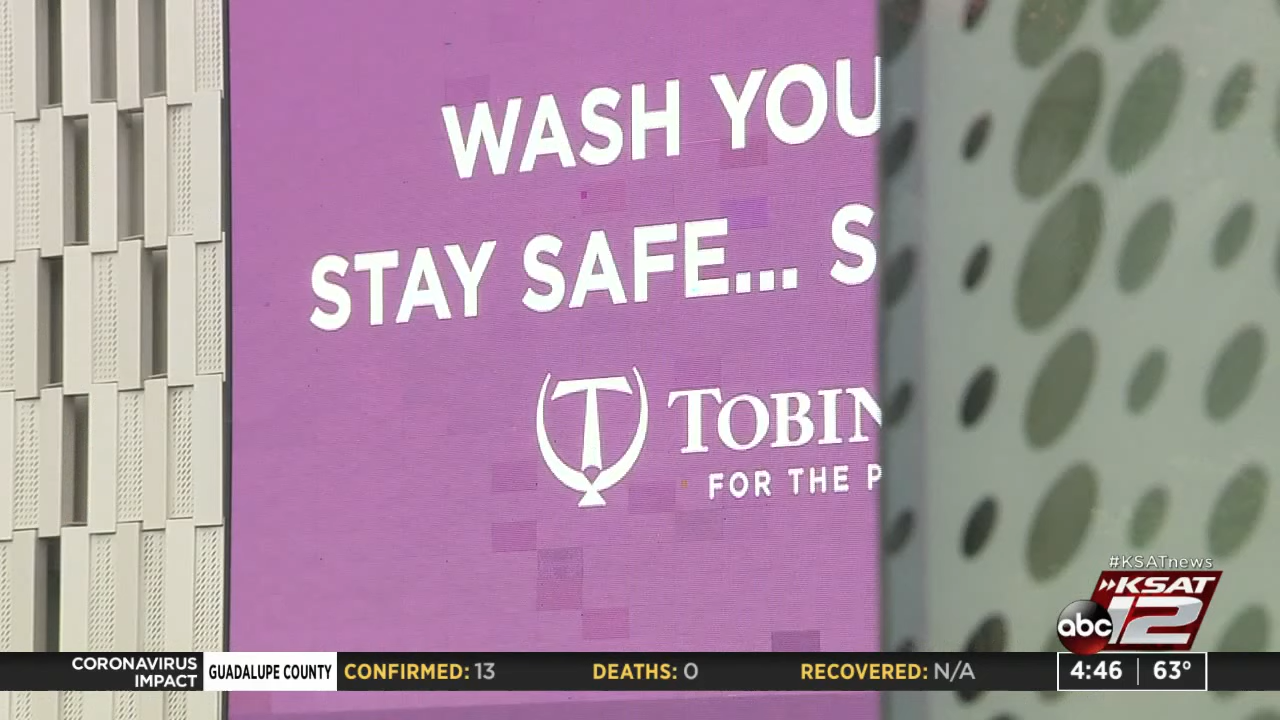 WASH YOU
STAY SAFE... S
TOBIN
FOR THE P
#KSATnews
KSAT
abc 12
CORONAVIRUS IMPACT
GUADALUPE COUNTY CONFIRMED: 13 DEATHS: 0 RECOVERED: N/A 4:46 63°